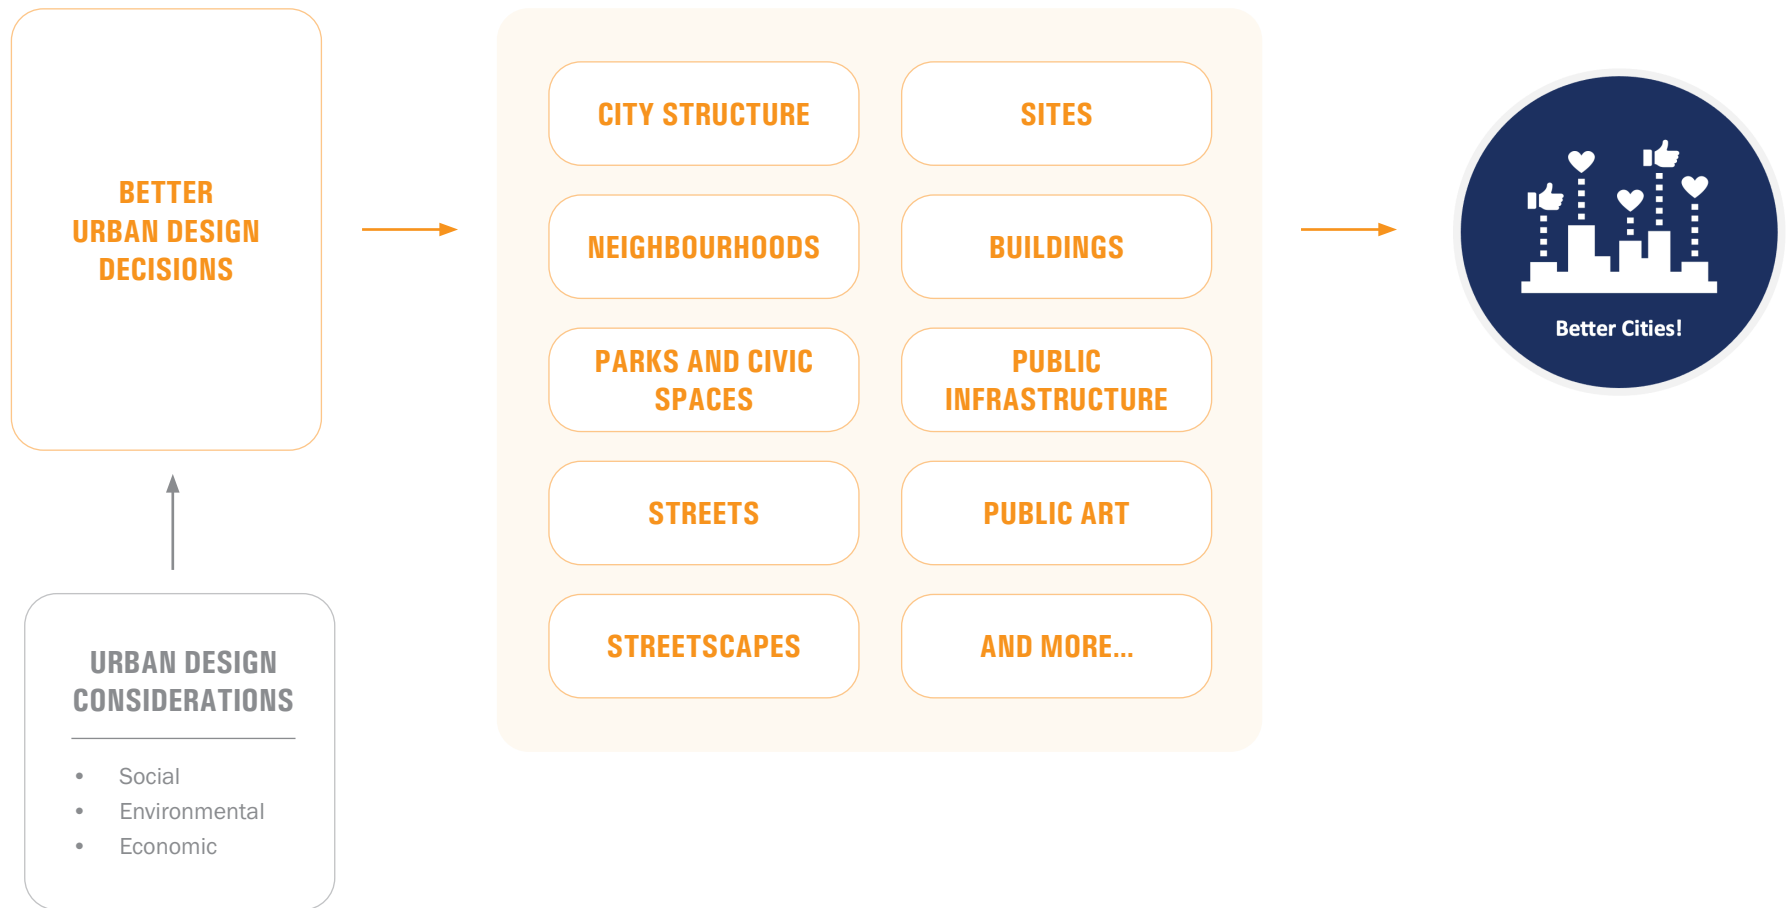 BETTER
URBAN DESIGN
DECISIONS
URBAN DESIGN
CONSIDERATIONS
• Social
• Environmental
• Economic
CITY STRUCTURE
SITES
NEIGHBOURHOODS
BUILDINGS
PARKS AND CIVIC
SPACES
PUBLIC
INFRASTRUCTURE
STREETS
PUBLIC ART
STREETSCAPES
AND MORE...
Better Cities!